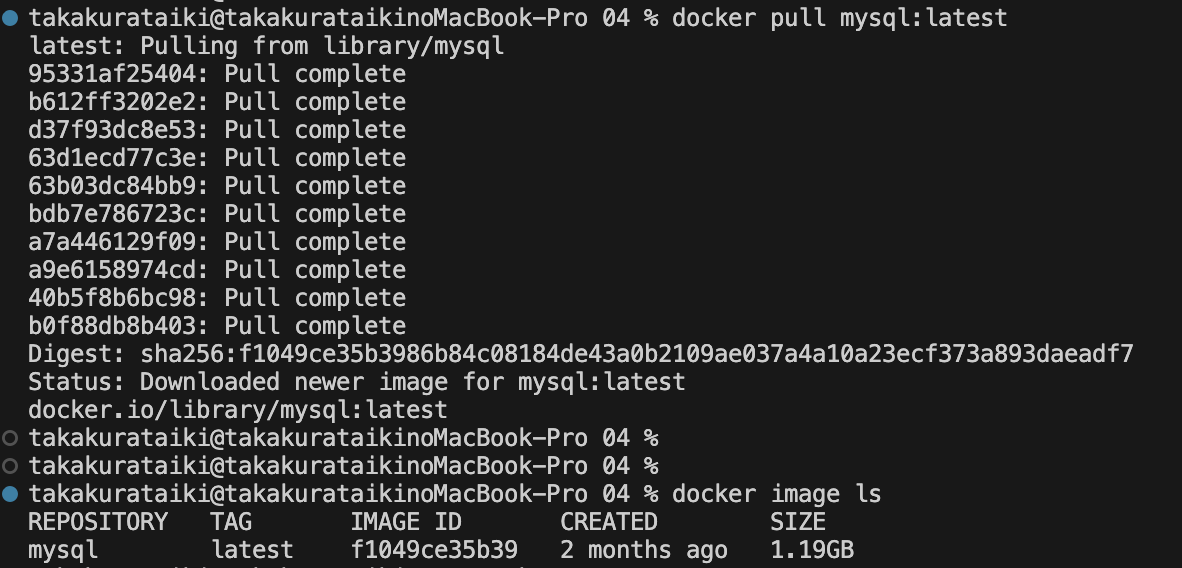 takakurataiki@takakurataikinoMacBook-Pro 04 % docker pull mysql:latest
latest: Pulling from library/mysql
95331af25404: Pull complete
b612ff3202e2: Pull complete
d37f93dc8e53: Pull complete
63d1ecd77c3e: Pull complete
63b03dc84bb9: Pull complete
bdb7e786723c: Pull complete
a7a446129f09: Pull complete
a9e6158974cd: Pull complete
40b5f8b6bc98: Pull complete
b0f88db8b403: Pull complete
Digest: sha256:f1049ce35b3986b84c08184de43a0b2109ae037a4a10a23ecf373a893daeadf7
Status: Downloaded newer image for mysql:latest
docker.io/library/mysql:latest
takakurataiki@takakurataikinoMacBook-Pro 04 %
takakurataiki@takakurataikinoMacBook-Pro 04 %
takakurataiki@takakurataikinoMacBook-Pro 04 % docker image ls
REPOSITORY TAG IMAGE ID CREATED SIZE
mysql latest f1049ce35b39 2 months ago 1.19GB